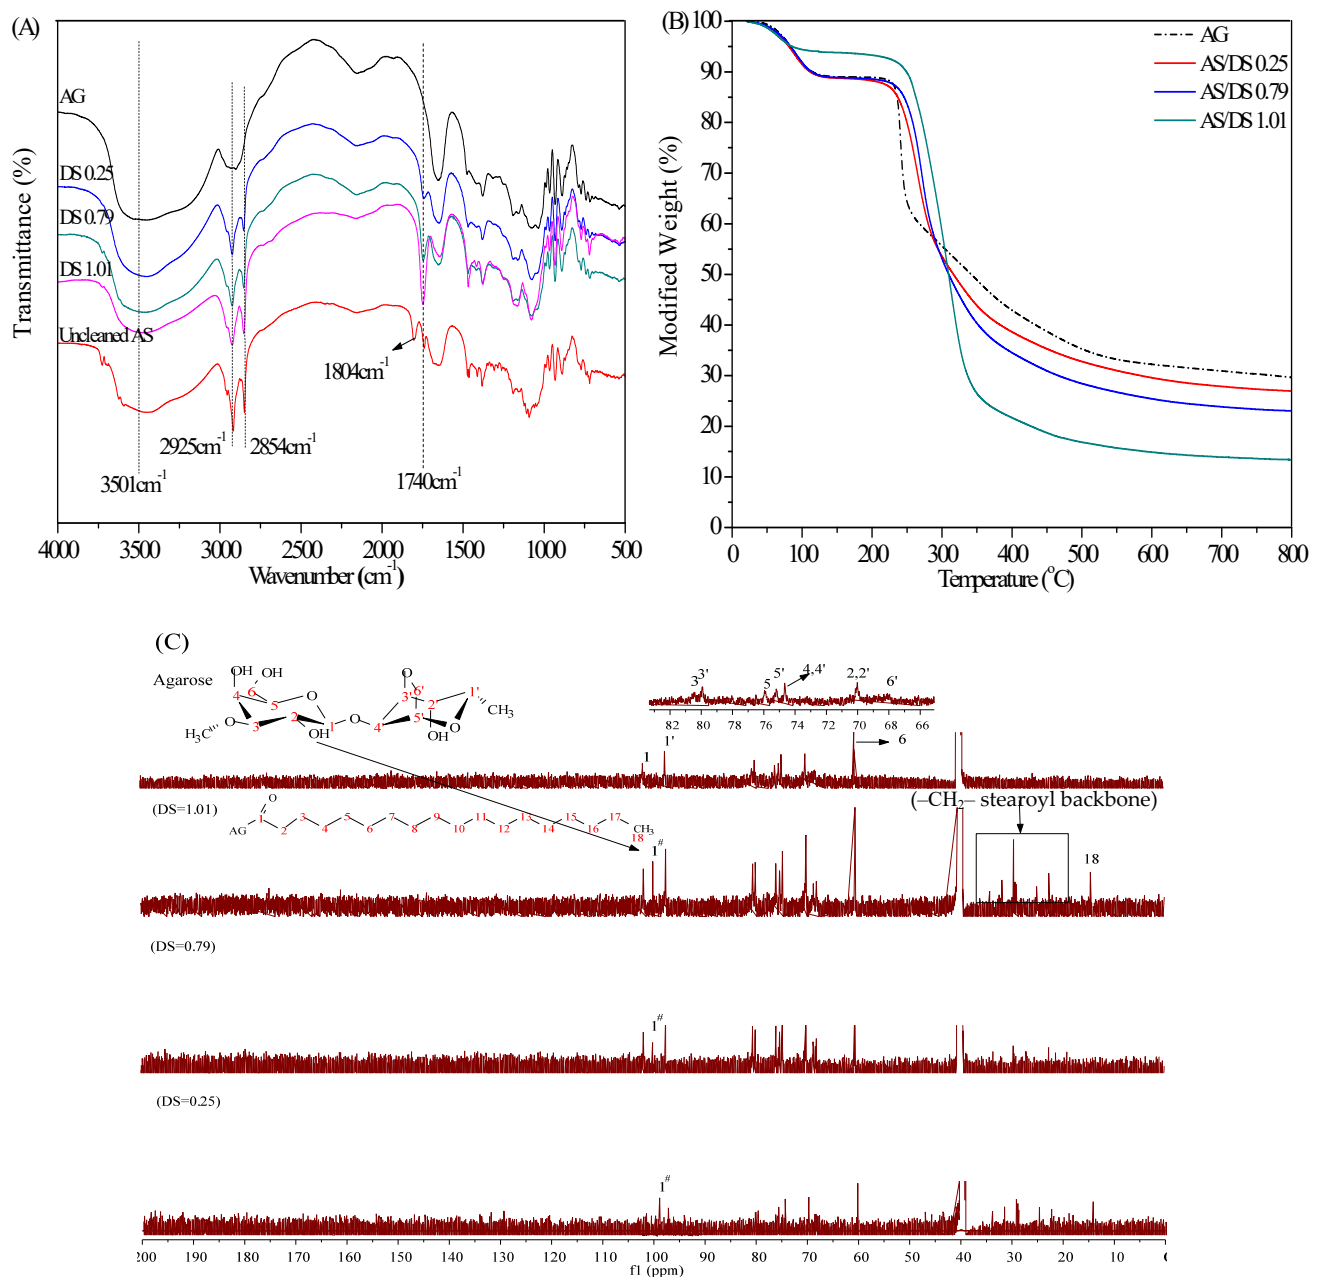 (A)
AG
DS 0.25
DS 0.79
DS 1.01
Uncleaned AS
1804cm-1
2925cm-1
2854cm-1
3501cm-1
1740cm-1
Transmittance (%)
4000 3500 3000 2500 2000 1500 1000 500
Wavenumber (cm-1)
(B)
AG
AS/DS 0.25
AS/DS 0.79
AS/DS 1.01
Modified Weight (%)
100
90
80
70
60
50
40
30
20
10
0
0 100 200 300 400 500 600 700 800
Temperature (°C)
(C)
Agarose
OH OH O O
4 6 5 3 2 1 3' 6' 1' 4' 5' 2'
H3C O OH O OH O CH3
3 3' 5 5' 4,4' 2,2' 6'
82 80 78 76 74 72 70 68 66
1 1' 6
(DS=1.01)
O
AG 1 2 3 4 5 6 7 8 9 10 11 12 13 14 15 16 17 18 CH3
(–CH2– stearoyl backbone)
1#
18
(DS=0.79)
1#
(DS=0.25)
1#
200 190 180 170 160 150 140 130 120 110 100 90 80 70 60 50 40 30 20 10
f1 (ppm)